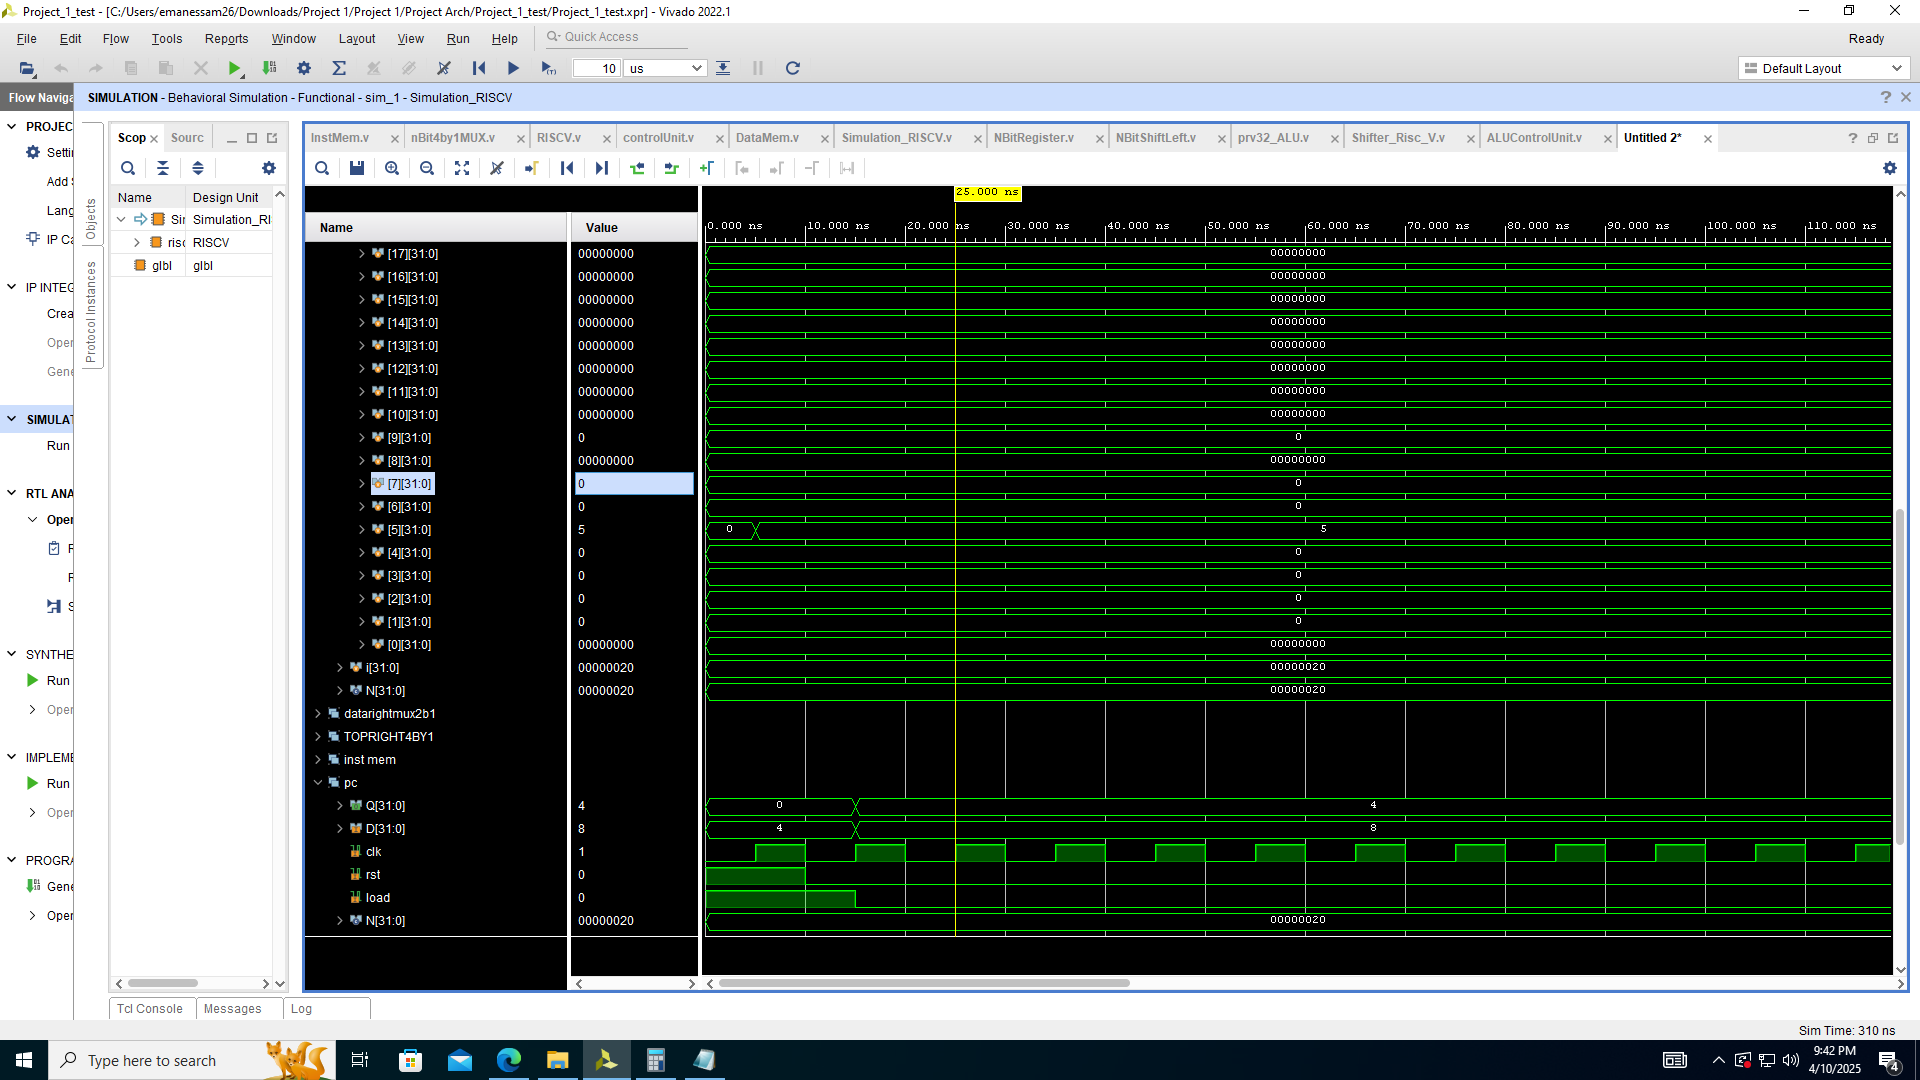 Project_1_test - [C:/Users/emanessam26/Downloads/Project 1/Project 1/Project Arch/Project_1_test/Project_1_test.xpr] - Vivado 2022.1
File Edit Flow Tools Reports Window Layout View Run Help Quick Access Ready
10 us Default Layout
Flow Naviga SIMULATION - Behavioral Simulation - Functional - sim_1 - Simulation_RISCV
PROJEC
Settin
Add S
Lang
IP Ca
IP INTEG
Crea
Oper
Gene
SIMULAT
Run
RTL ANA
Oper
F
R
S
SYNTHE
Run
Oper
IMPLEME
Run
Oper
PROGRA
Gene
Oper
Objects
Protocol Instances
Scop Sourc
Name Design Unit
Sir Simulation_RI
risc RISCV
glbl glbl
InstMem.v nBit4by1MUX.v RISCV.v controlUnit.v DataMem.v Simulation_RISCV.v NBitRegister.v NBitShiftLeft.v prv32_ALU.v Shifter_Risc_V.v ALUControlUnit.v Untitled 2*
25.000 ns
Name Value 0.000 ns 10.000 ns 20.000 ns 30.000 ns 40.000 ns 50.000 ns 60.000 ns 70.000 ns 80.000 ns 90.000 ns 100.000 ns 110.000 ns
[17][31:0] 00000000 00000000
[16][31:0] 00000000 00000000
[15][31:0] 00000000 00000000
[14][31:0] 00000000 00000000
[13][31:0] 00000000 00000000
[12][31:0] 00000000 00000000
[11][31:0] 00000000 00000000
[10][31:0] 00000000 00000000
[9][31:0] 0 0
[8][31:0] 00000000 00000000
[7][31:0] 0 0
[6][31:0] 0 0
[5][31:0] 5 0 5
[4][31:0] 0 0
[3][31:0] 0 0
[2][31:0] 0 0
[1][31:0] 0 0
[0][31:0] 00000000 00000000
i[31:0] 00000020 00000020
N[31:0] 00000020 00000020
datarightmux2b1
TOPRIGHT4BY1
inst mem
pc
Q[31:0] 4 0 4
D[31:0] 8 4 8
clk 1
rst 0
load 0
N[31:0] 00000020 00000020
Tcl Console Messages Log
Sim Time: 310 ns
Type here to search
9:42 PM
4/10/2025
4